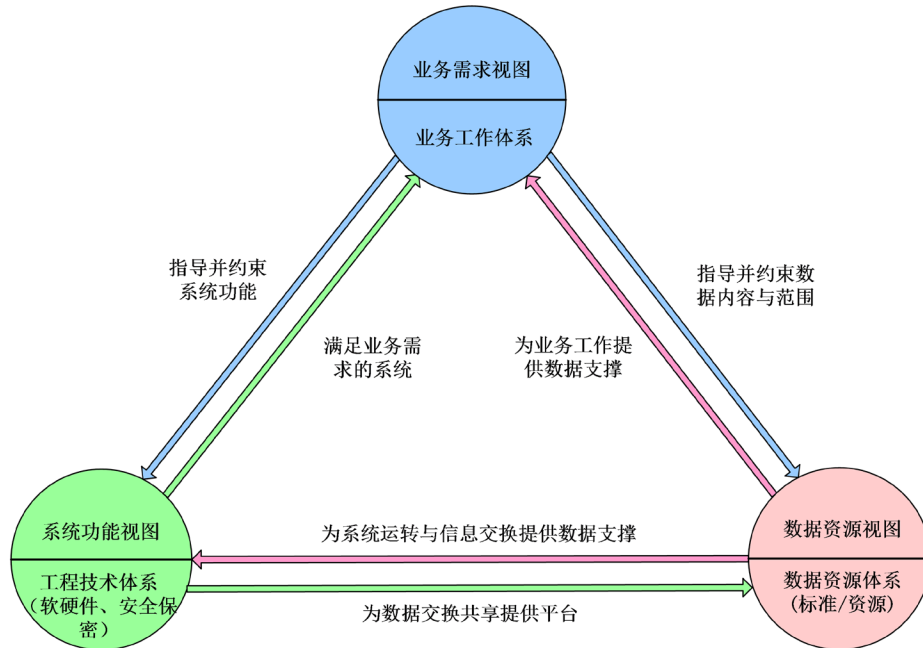 业务需求视图
业务工作体系
指导并约束
系统功能
指导并约束数
据内容与范围
满足业务需
求的系统
为业务工作提
供数据支撑
系统功能视图
工程技术体系
（软硬件、安全保
密）
为系统运转与信息交换提供数据支撑
为数据交换共享提供平台
数据资源视图
数据资源体系
(标准/资源)